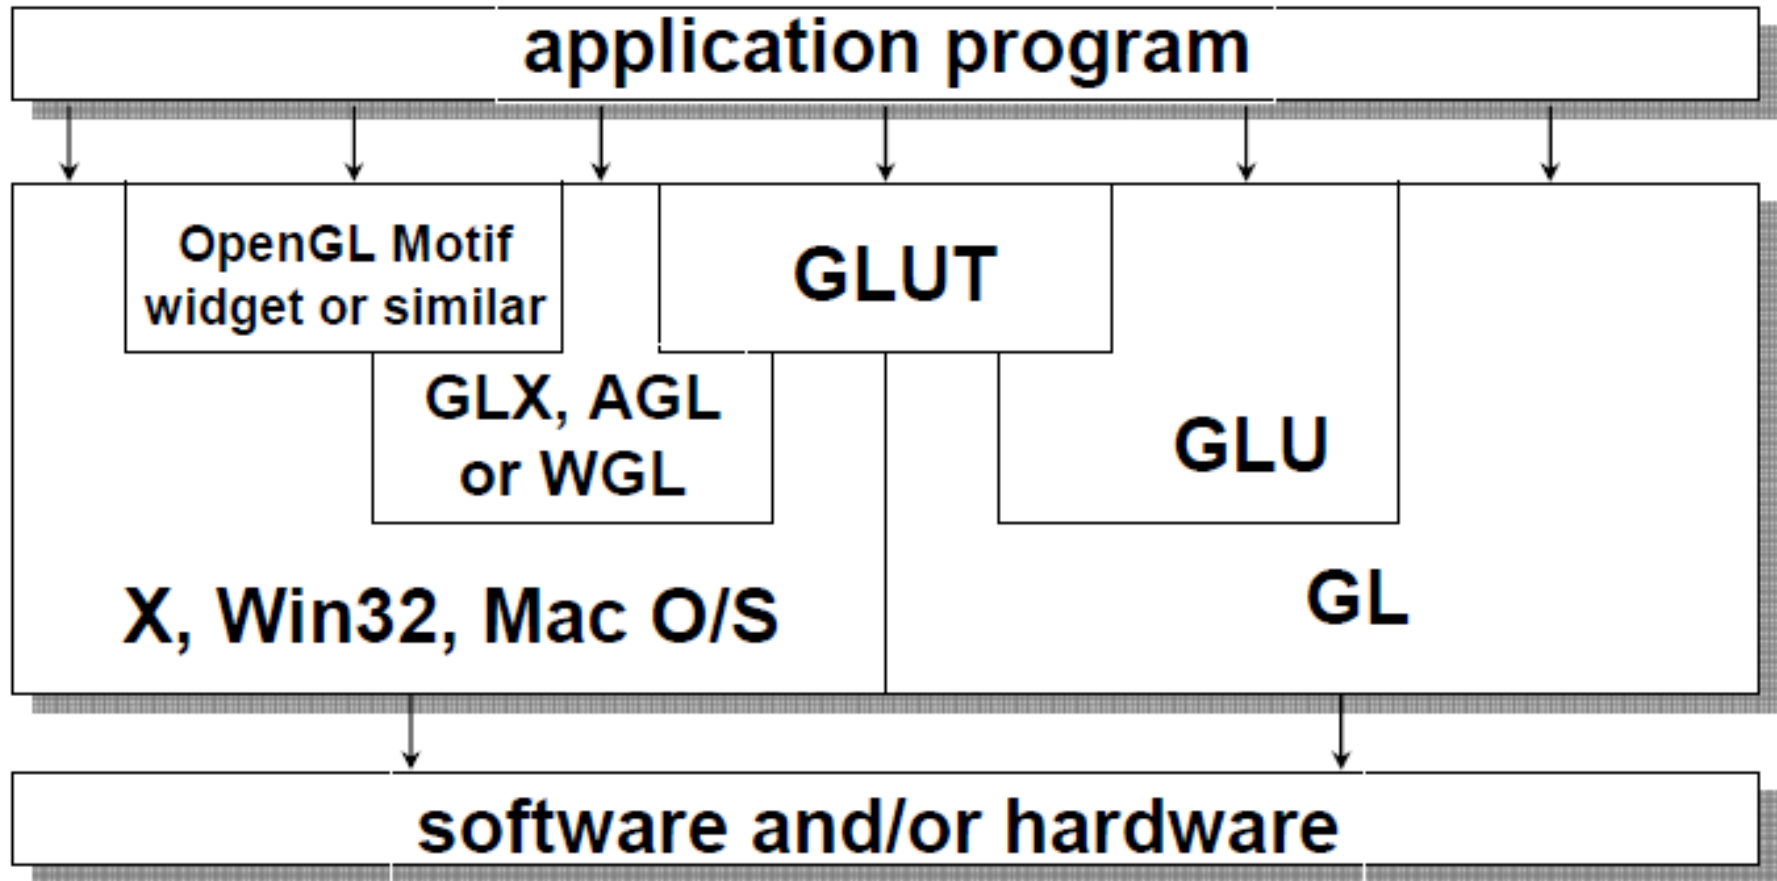 application program
OpenGL Motif
widget or similar
GLUT
GLX, AGL
or WGL
GLU
X, Win32, Mac O/S
GL
software and/or hardware